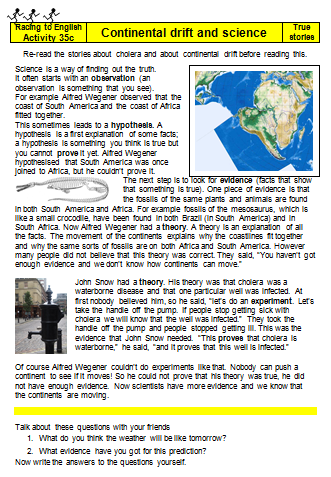 Racing to English
Activity 35c
Continental drift and science
True
stories
Re-read the stories about cholera and about continental drift before reading this.
Science is a way of finding out the truth.
It often starts with an observation (an
observation is something that you see).
For example Alfred Wegener observed that the
coast of South America and the coast of Africa
fitted together.
This sometimes leads to a hypothesis. A
hypothesis is a first explanation of some facts;
a hypothesis is something you think is true but
you cannot prove it yet. Alfred Wegener
hypothesised that South America was once
joined to Africa, but he couldn't prove it.
The next step is to look for evidence (facts that show
that something is true). One piece of evidence is that
the fossils of the same plants and animals are found
in both South America and Africa. For example fossils of the mesosaurus, which is
like a small crocodile, have been found in both Brazil (in South America) and in
South Africa. Now Alfred Wegener had a theory. A theory is an explanation of all
the facts. The movement of the continents explains why the coastlines fit together
and why the same sorts of fossils are on both Africa and South America. However
many people did not believe that this theory was correct. They said, "You haven't got
enough evidence and we don't know how continents can move."
John Snow had a theory. His theory was that cholera was a
waterborne disease, and that one particular well was infected. At
first nobody believed him, so he said, "let's do an experiment. Let's
take the handle off the pump. If people stop getting sick with
cholera we will know that the well was infected." They took the
handle off the pump and people stopped getting ill. This was the
evidence that John Snow needed. "This proves that cholera is
waterborne," he said, "and it proves that this well is infected."
Of course Alfred Wegener couldn't do experiments like that. Nobody can push a
continent to see if it moves! So he could not prove that his theory was true, he did
not have enough evidence. Now scientists have more evidence and we know that
the continents are moving.
Talk about these questions with your friends
1. What do you think the weather will be like tomorrow?
2. What evidence have you got for this prediction?
Now write the answers to the questions yourself.